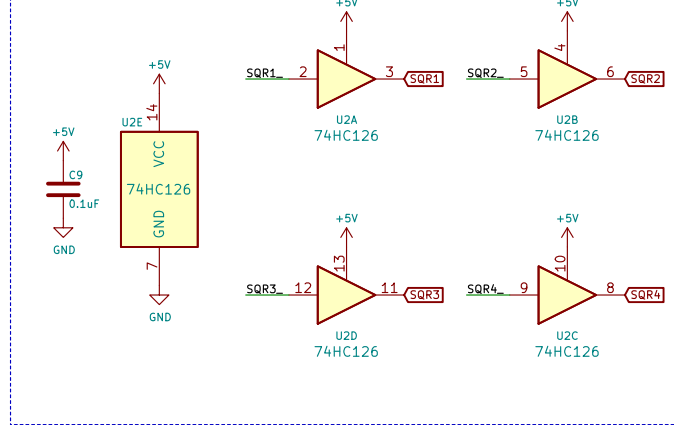 +5V
+5V
1
4
SQR1_ 2 3 SQR1
SQR2_ 5 6 SQR2
U2A
74HC126
U2B
74HC126
+5V
14
U2E
VCC
74HC126
GND
7
GND
+5V
C9
0.1uF
GND
+5V
+5V
13
10
SQR3_ 12 11 SQR3
SQR4_ 9 8 SQR4
U2D
74HC126
U2C
74HC126